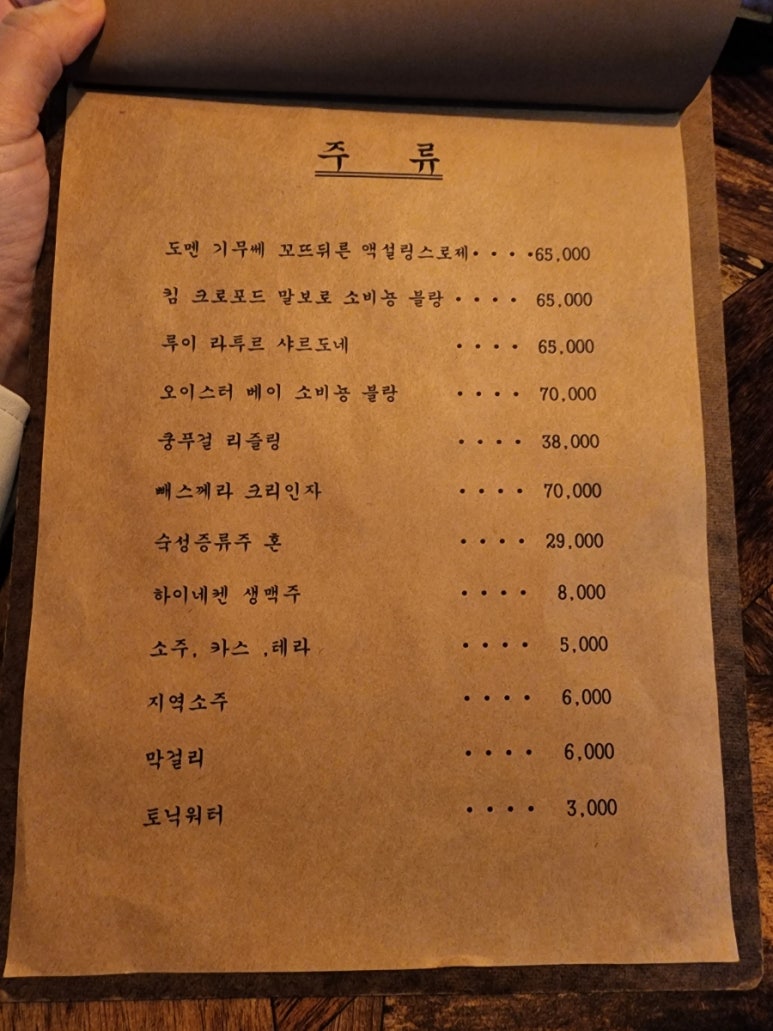 주 류
도멘 기무쎄 꼬뜨뒤론 액설링스로제・・・・65,000
킴 크로포드 말보로 소비뇽 블랑・・・・ 65,000
루이 라투르 샤르도네 ・・・・ 65,000
오이스터 베이 소비뇽 블랑 ・・・・ 70,000
쿵푸걸 리즐링 ・・・・ 38,000
빼스께라 크리인자 ・・・・ 70,000
숙성증류주 혼 ・・・・ 29,000
하이네켄 생맥주 ・・・・ 8,000
소주, 카스 ,테라 ・・・・ 5,000
지역소주 ・・・・ 6,000
막걸리 ・・・・ 6,000
토닉워터 ・・・・ 3,000